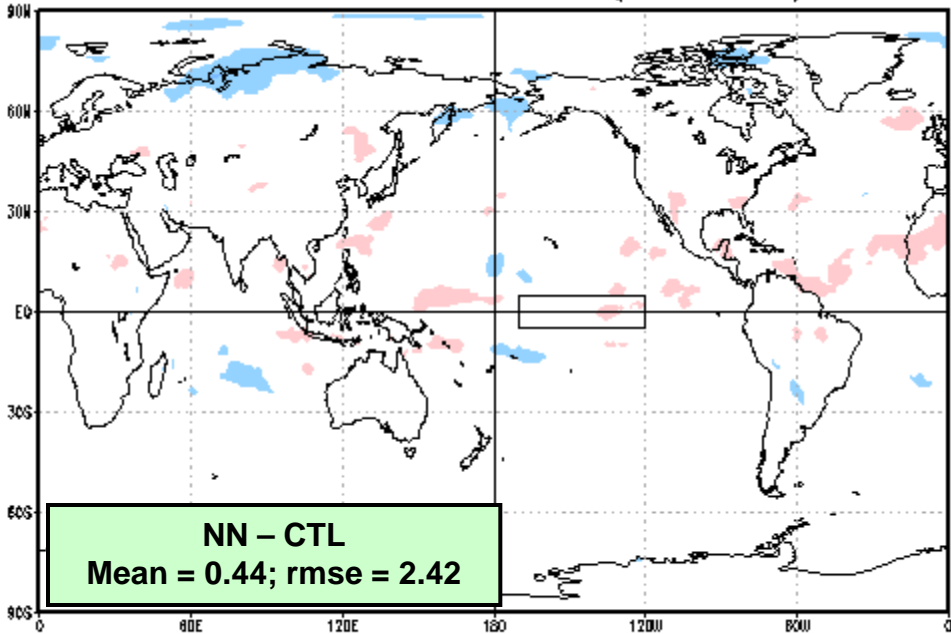 90N
60N
30N
EQ
30S
60S
90S
NN – CTL
Mean = 0.44; rmse = 2.42
0 60E 120E 180 120W 60W 0